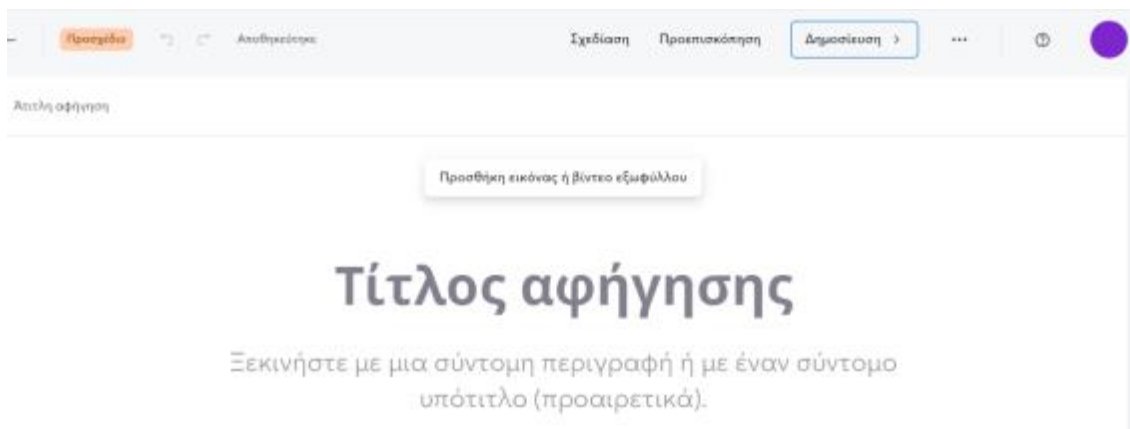 Προσχέδιο Αποθηκεύτηκε Σχεδίαση Προεπισκόπηση Δημοσίευση > ...
Άτιτλη αφήγηση
Προσθήκη εικόνας ή βίντεο εξωφύλλου
Τίτλος αφήγησης
Ξεκινήστε με μια σύντομη περιγραφή ή με έναν σύντομο
υπότιτλο (προαιρετικά).